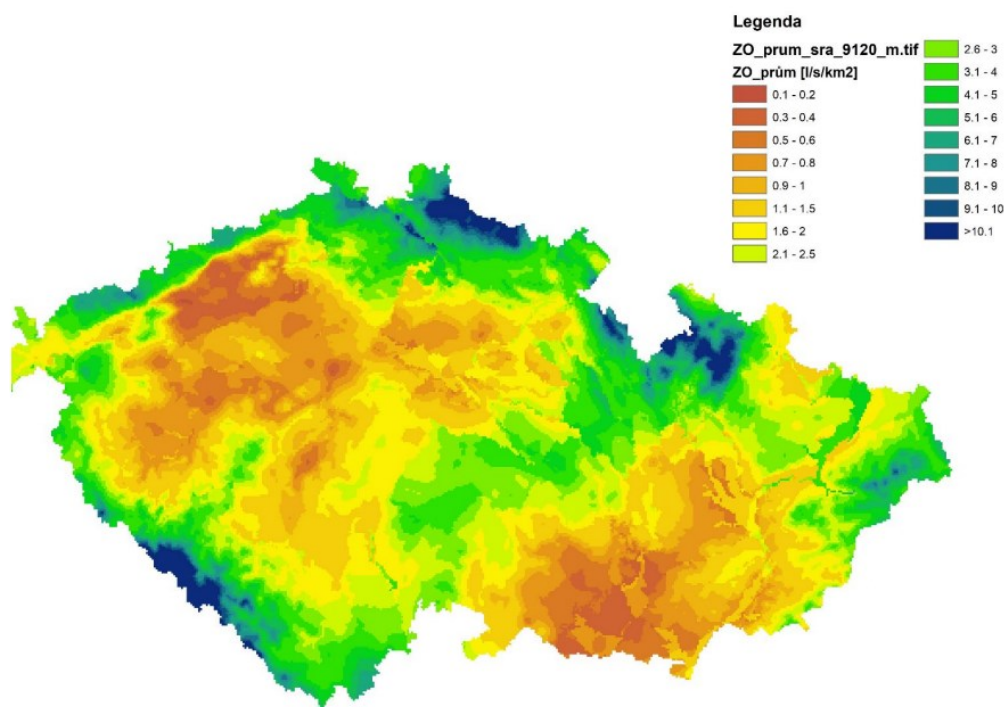 Legenda
ZO_prum_sra_9120_m.tif
ZO_prům [l/s/km2]
0.1 - 0.2
0.3 - 0.4
0.5 - 0.6
0.7 - 0.8
0.9 - 1
1.1 - 1.5
1.6 - 2
2.1 - 2.5
2.6 - 3
3.1 - 4
4.1 - 5
5.1 - 6
6.1 - 7
7.1 - 8
8.1 - 9
9.1 - 10
>10.1